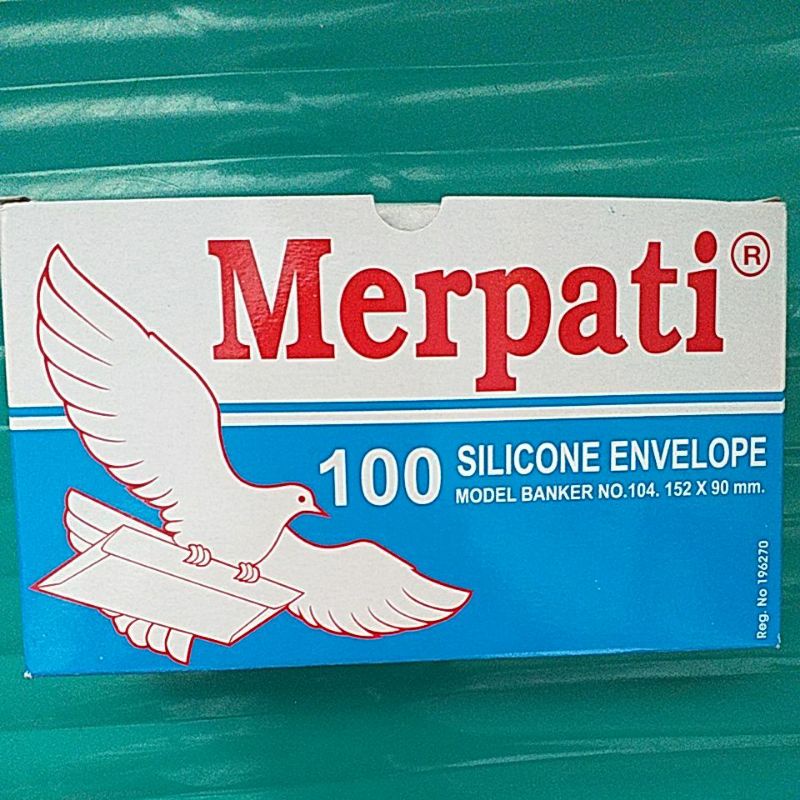 Merpati®
100 SILICONE ENVELOPE
MODEL BANKER NO.104. 152 X 90 mm.
Reg. No 196270